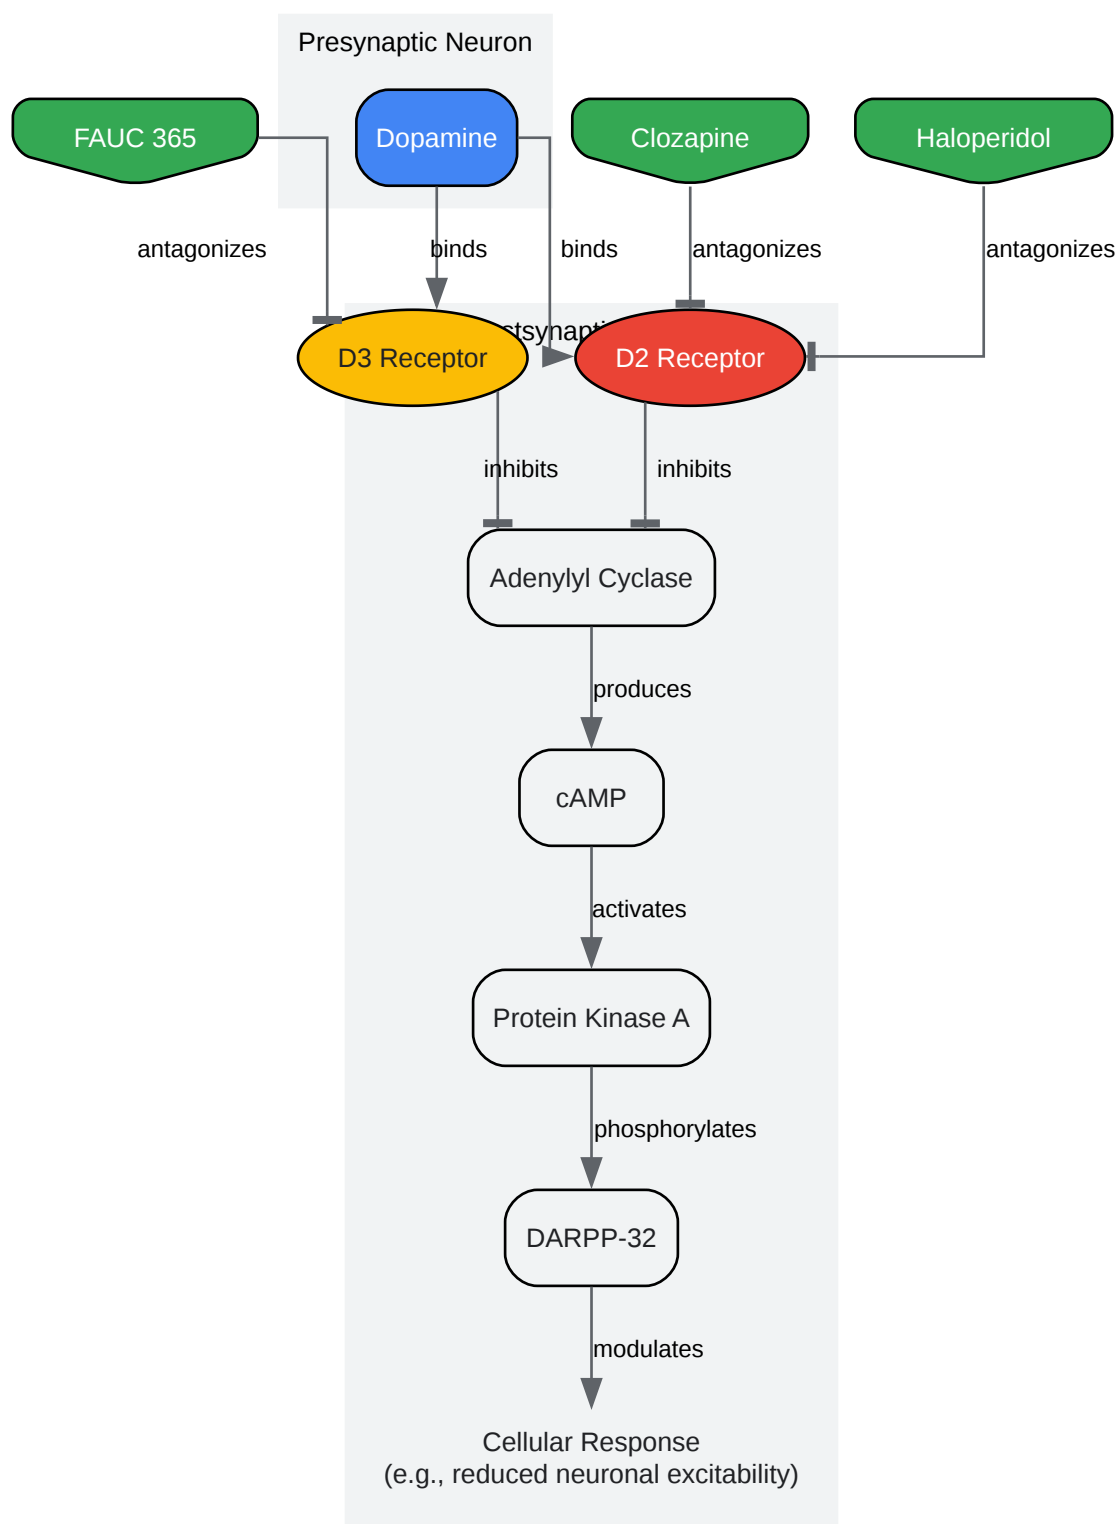 Presynaptic Neuron
FAUC 365
Dopamine
Clozapine
Haloperidol
antagonizes
binds
binds
antagonizes
antagonizes
D3 Receptor
D2 Receptor
inhibits
inhibits
Adenylyl Cyclase
produces
cAMP
activates
Protein Kinase A
phosphorylates
DARPP-32
modulates
Cellular Response
(e.g., reduced neuronal excitability)